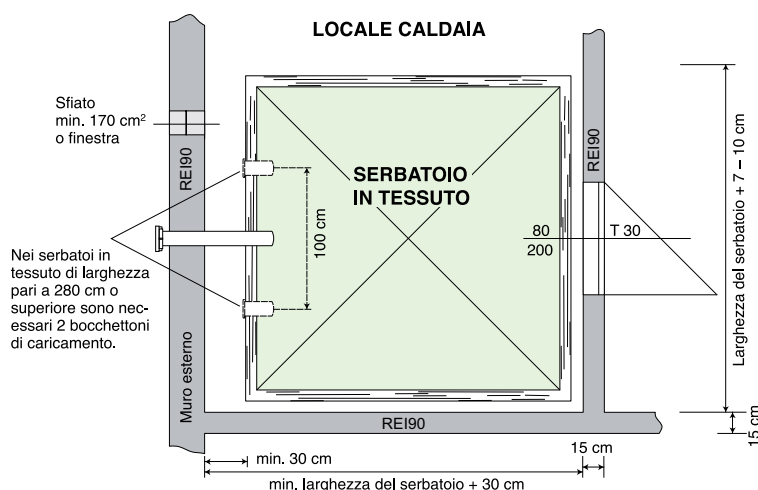 LOCALE CALDAIA
Sfiato
min. 170 cm²
o finestra
REI90
SERBATOIO
IN TESSUTO
100 cm
80
200
T 30
REI90
Larghezza del serbatoio + 7 – 10 cm
Nei serbatoi in
tessuto di larghezza
pari a 280 cm o
superiore sono nec-
essari 2 bocchettoni
di caricamento.
Muro esterno
REI90
15 cm
min. 30 cm
15 cm
min. larghezza del serbatoio + 30 cm